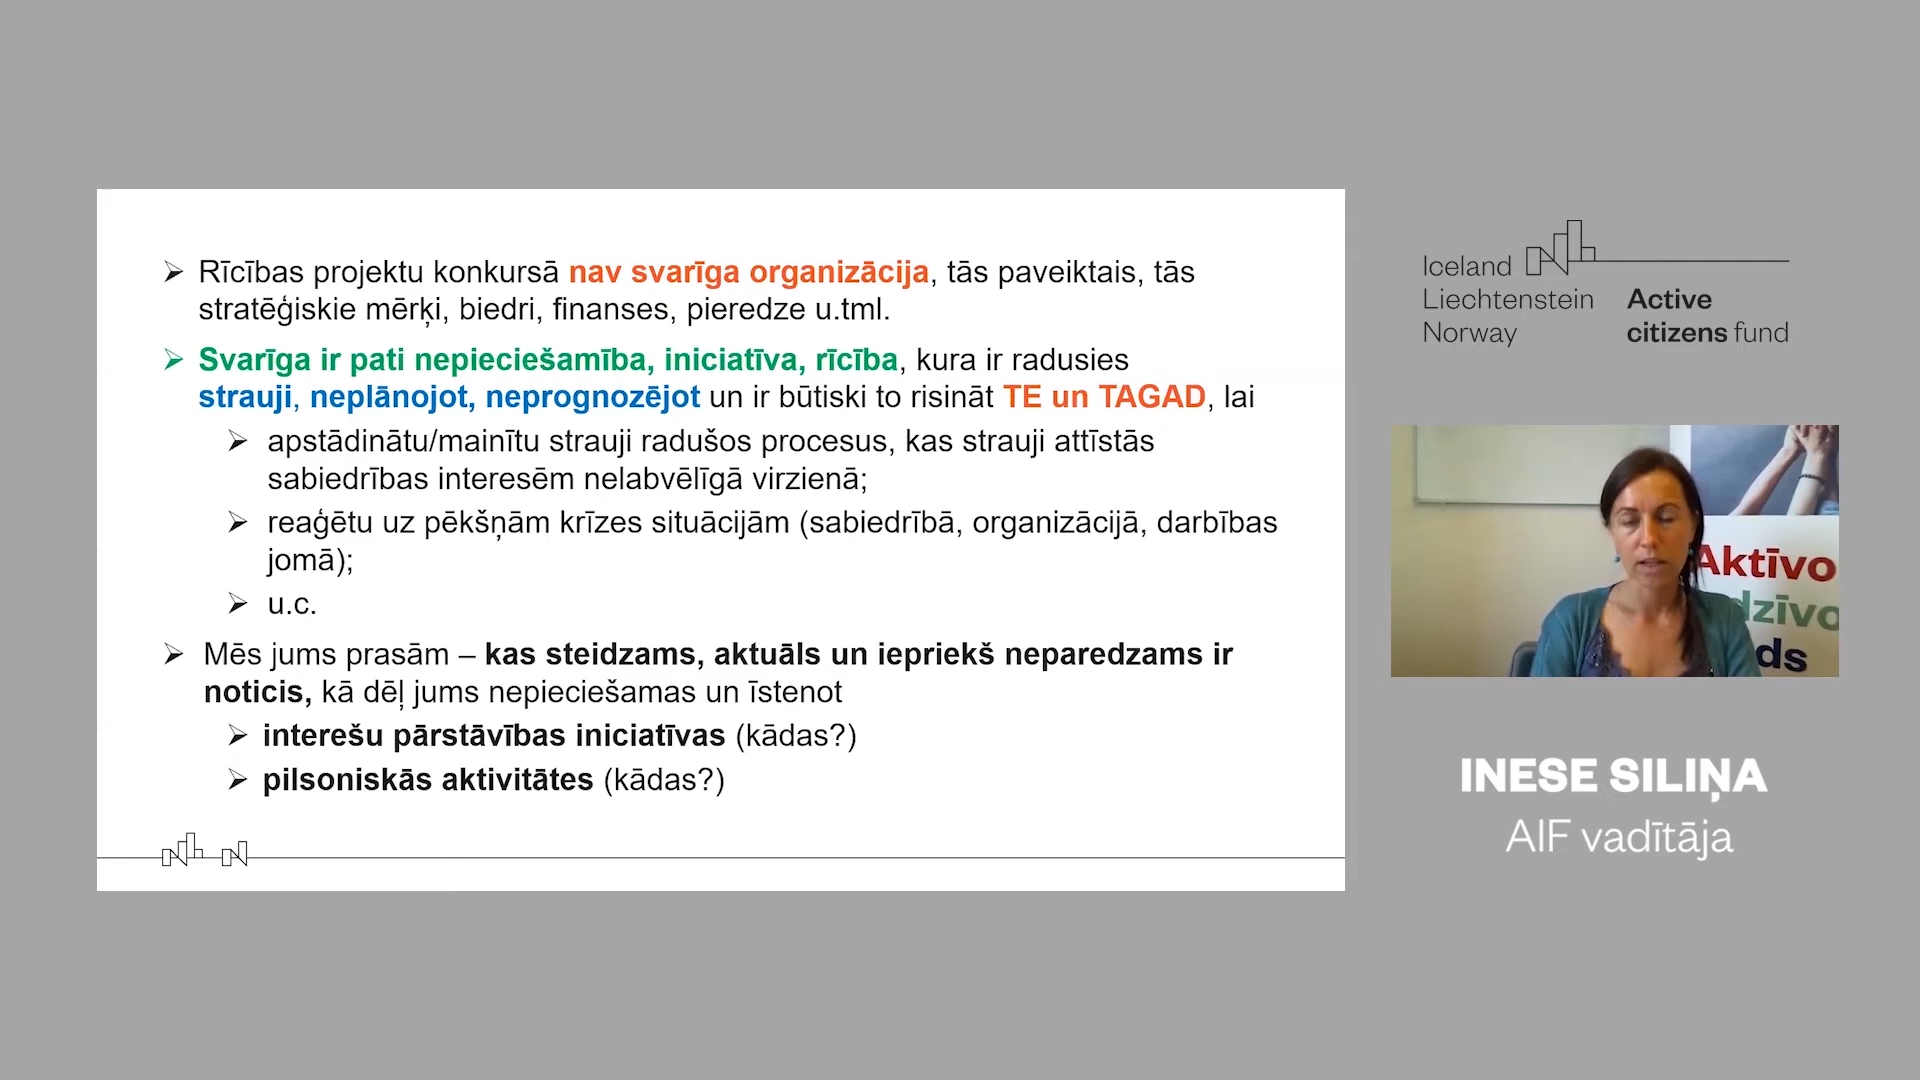 Rīcības projektu konkursā nav svarīga organizācija, tās paveiktais, tās
stratēģiskie mērķi, biedri, finanses, pieredze u.tml.
Svarīga ir pati nepieciešamība, iniciatīva, rīcība, kura ir radusies
strauji, neplānojot, neprognozējot un ir būtiski to risināt TE un TAGAD, lai
apstādinātu/mainītu strauji radušos procesus, kas strauji attīstās
sabiedrības interesēm nelabvēlīgā virzienā;
reaģētu uz pēkšņām krīzes situācijām (sabiedrībā, organizācijā, darbības
jomā);
u.c.
Mēs jums prasām – kas steidzams, aktuāls un iepriekš neparedzams ir
noticis, kā dēļ jums nepieciešamas un īstenot
interešu pārstāvības iniciatīvas (kādas?)
pilsoniskās aktivitātes (kādas?)
Iceland
Liechtenstein
Norway
Active
citizens fund
Aktīvo
dzīvo
ds
INESE SILIŅA
AIF vadītāja